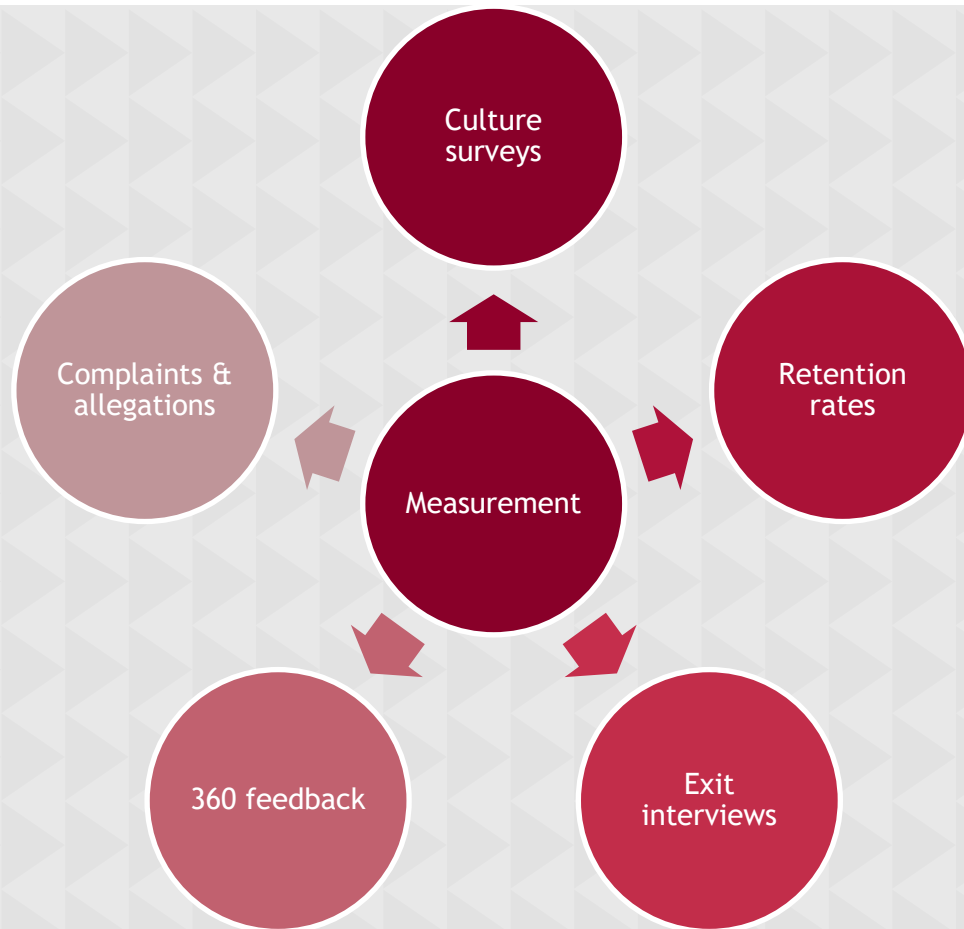 Culture
surveys
Complaints &
allegations
Retention
rates
Measurement
360 feedback
Exit
interviews